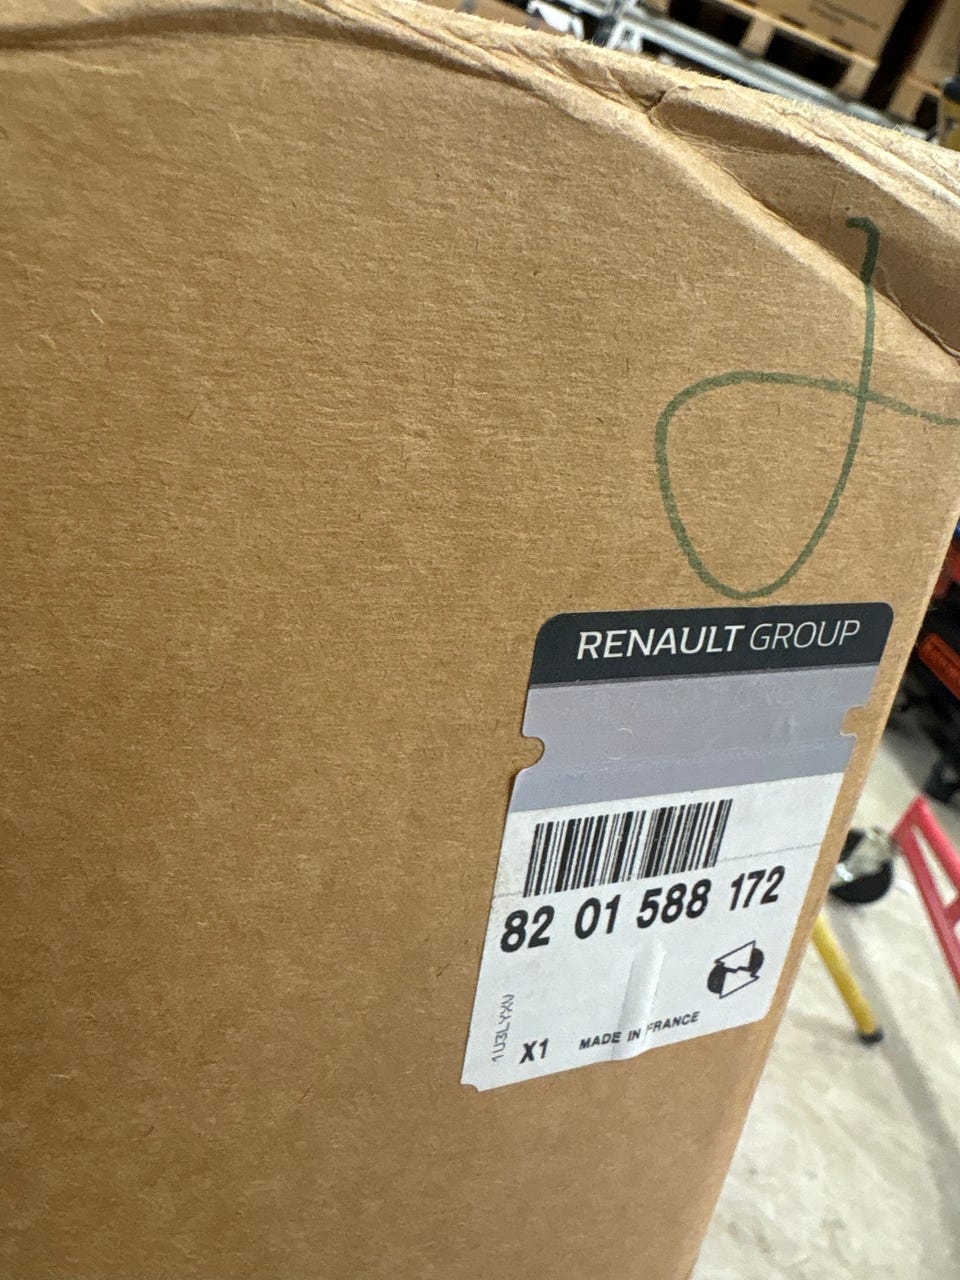 RENAULT GROUP
82 01 588 172
1U3LYXV
X1 MADE IN FRANCE